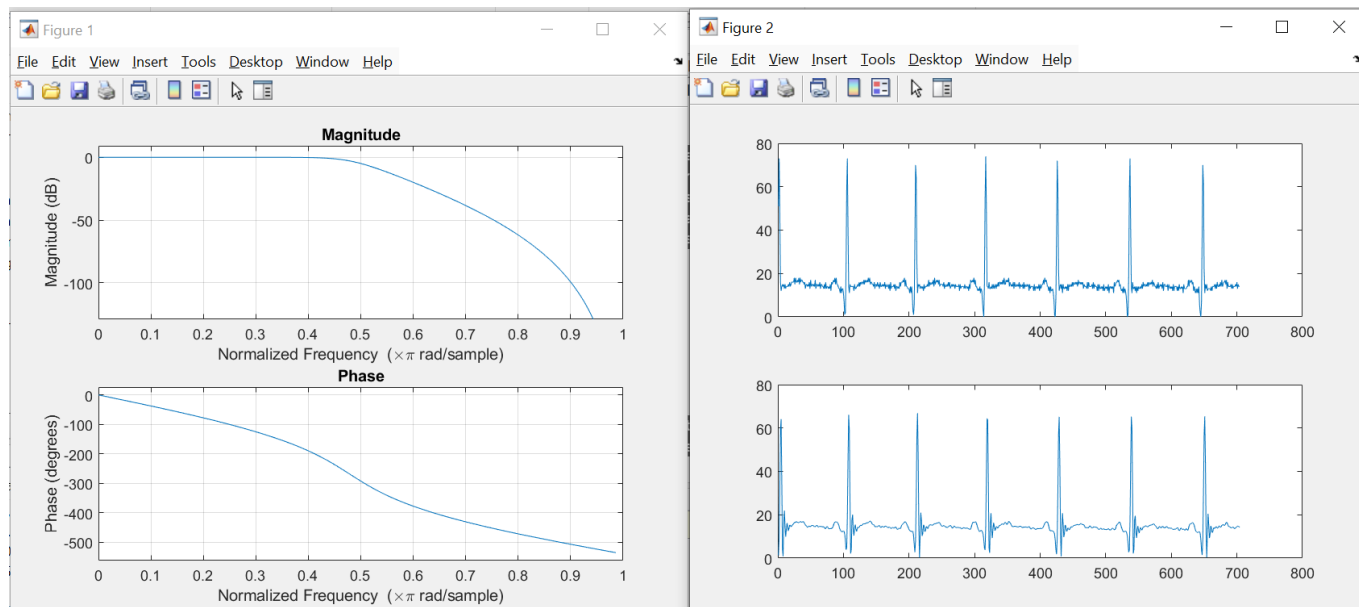 Figure 1
File Edit View Insert Tools Desktop Window Help
Magnitude
Magnitude (dB)
0
-50
-100
0 0.1 0.2 0.3 0.4 0.5 0.6 0.7 0.8 0.9 1
Normalized Frequency (×π rad/sample)
Phase
Phase (degrees)
0
-100
-200
-300
-400
-500
0 0.1 0.2 0.3 0.4 0.5 0.6 0.7 0.8 0.9 1
Normalized Frequency (×π rad/sample)
Figure 2
File Edit View Insert Tools Desktop Window Help
80
60
40
20
0
0 100 200 300 400 500 600 700 800
80
60
40
20
0
0 100 200 300 400 500 600 700 800